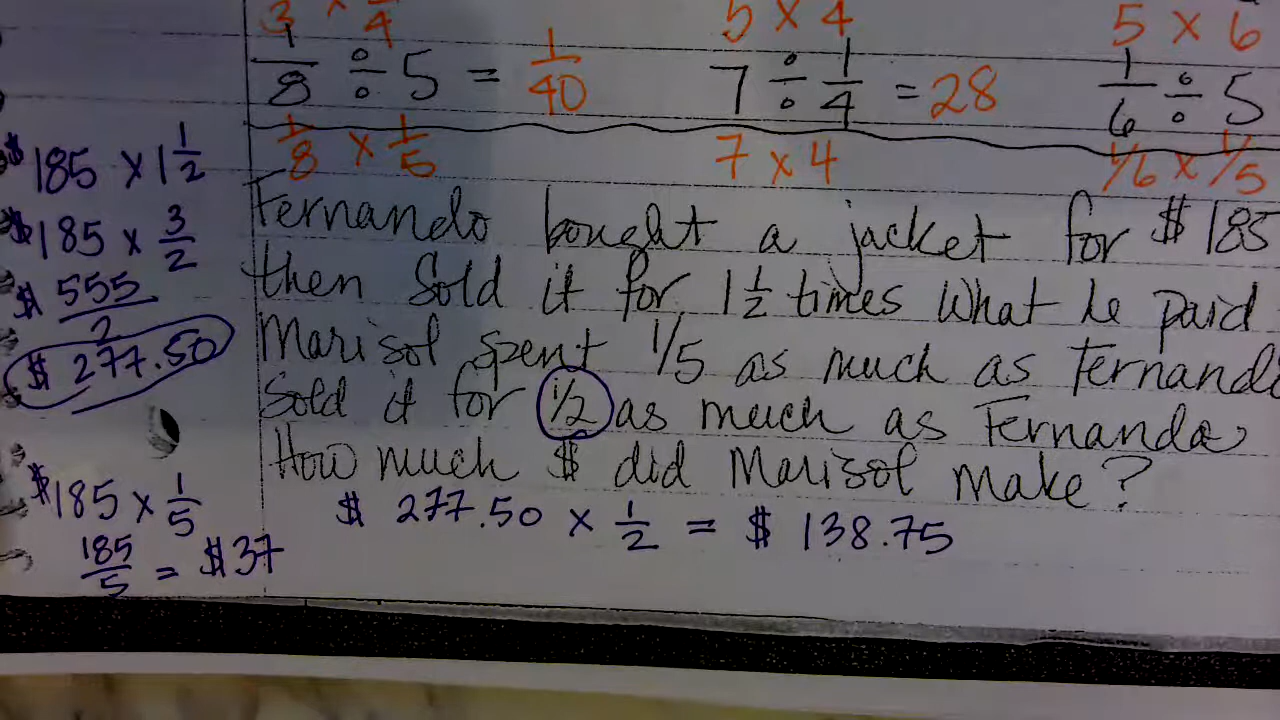 5 x 4
5 x 6
1/8 ÷ 5 = 1/40
7 ÷ 1/4 = 28
1/6 ÷ 5
1/8 x 1/5
7 x 4
1/6 x 1/5
$185 x 1 1/2
$185 x 3/2
$ 555/2
$ 277.50
Fernando bought a jacket for $185
then Sold it for 1 1/2 times what he paid
Marisol spent 1/5 as much as Fernando
Sold it for 1/2 as much as Fernando
How much $ did Marisol make?
$185 x 1/5
185/5 = $37
$ 277.50 x 1/2 = $ 138.75